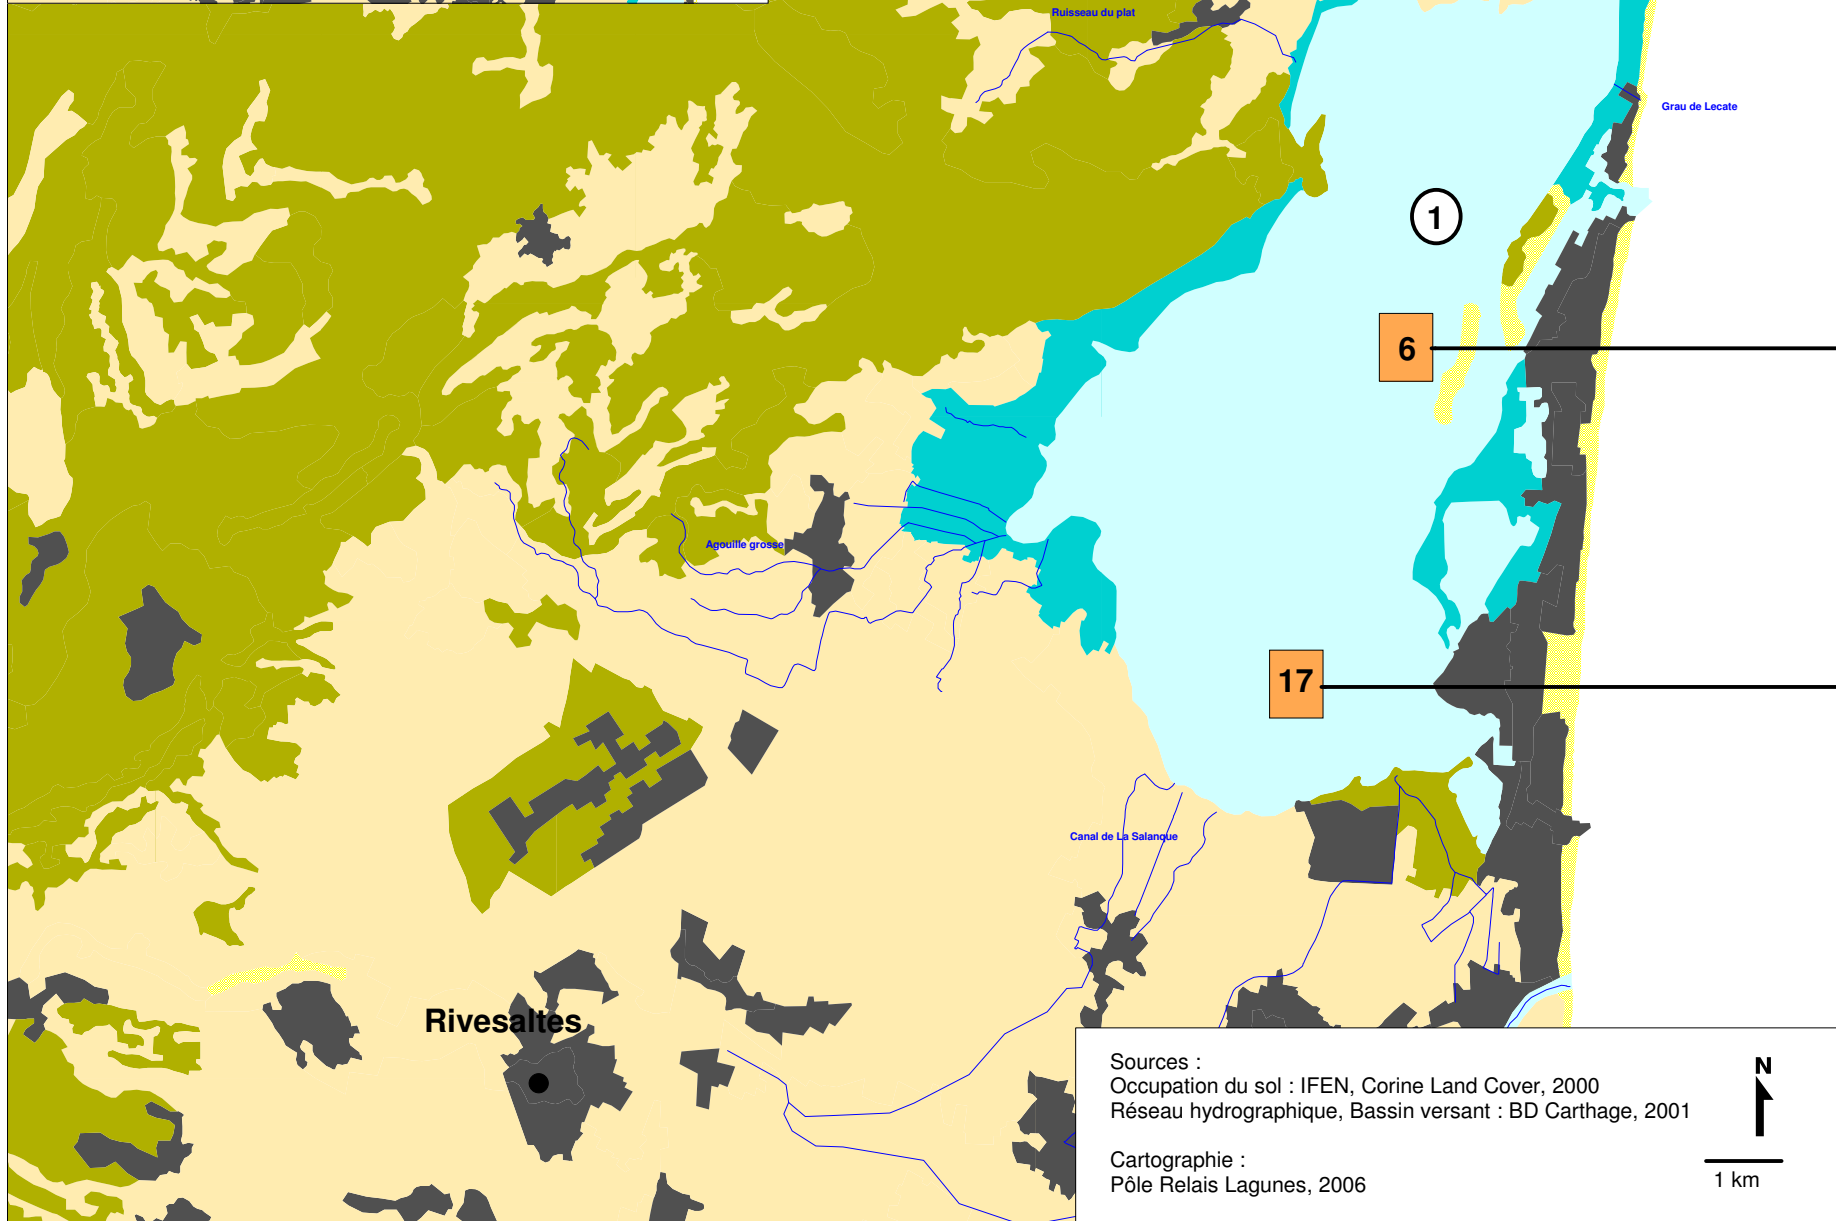 Ruisseau du plat
Grau de Lecate
1
6
Agouille grosse
17
Canal de La Salanque
Rivesaltes
Sources :
Occupation du sol : IFEN, Corine Land Cover, 2000
Réseau hydrographique, Bassin versant : BD Carthage, 2001
Cartographie :
Pôle Relais Lagunes, 2006
N
1 km